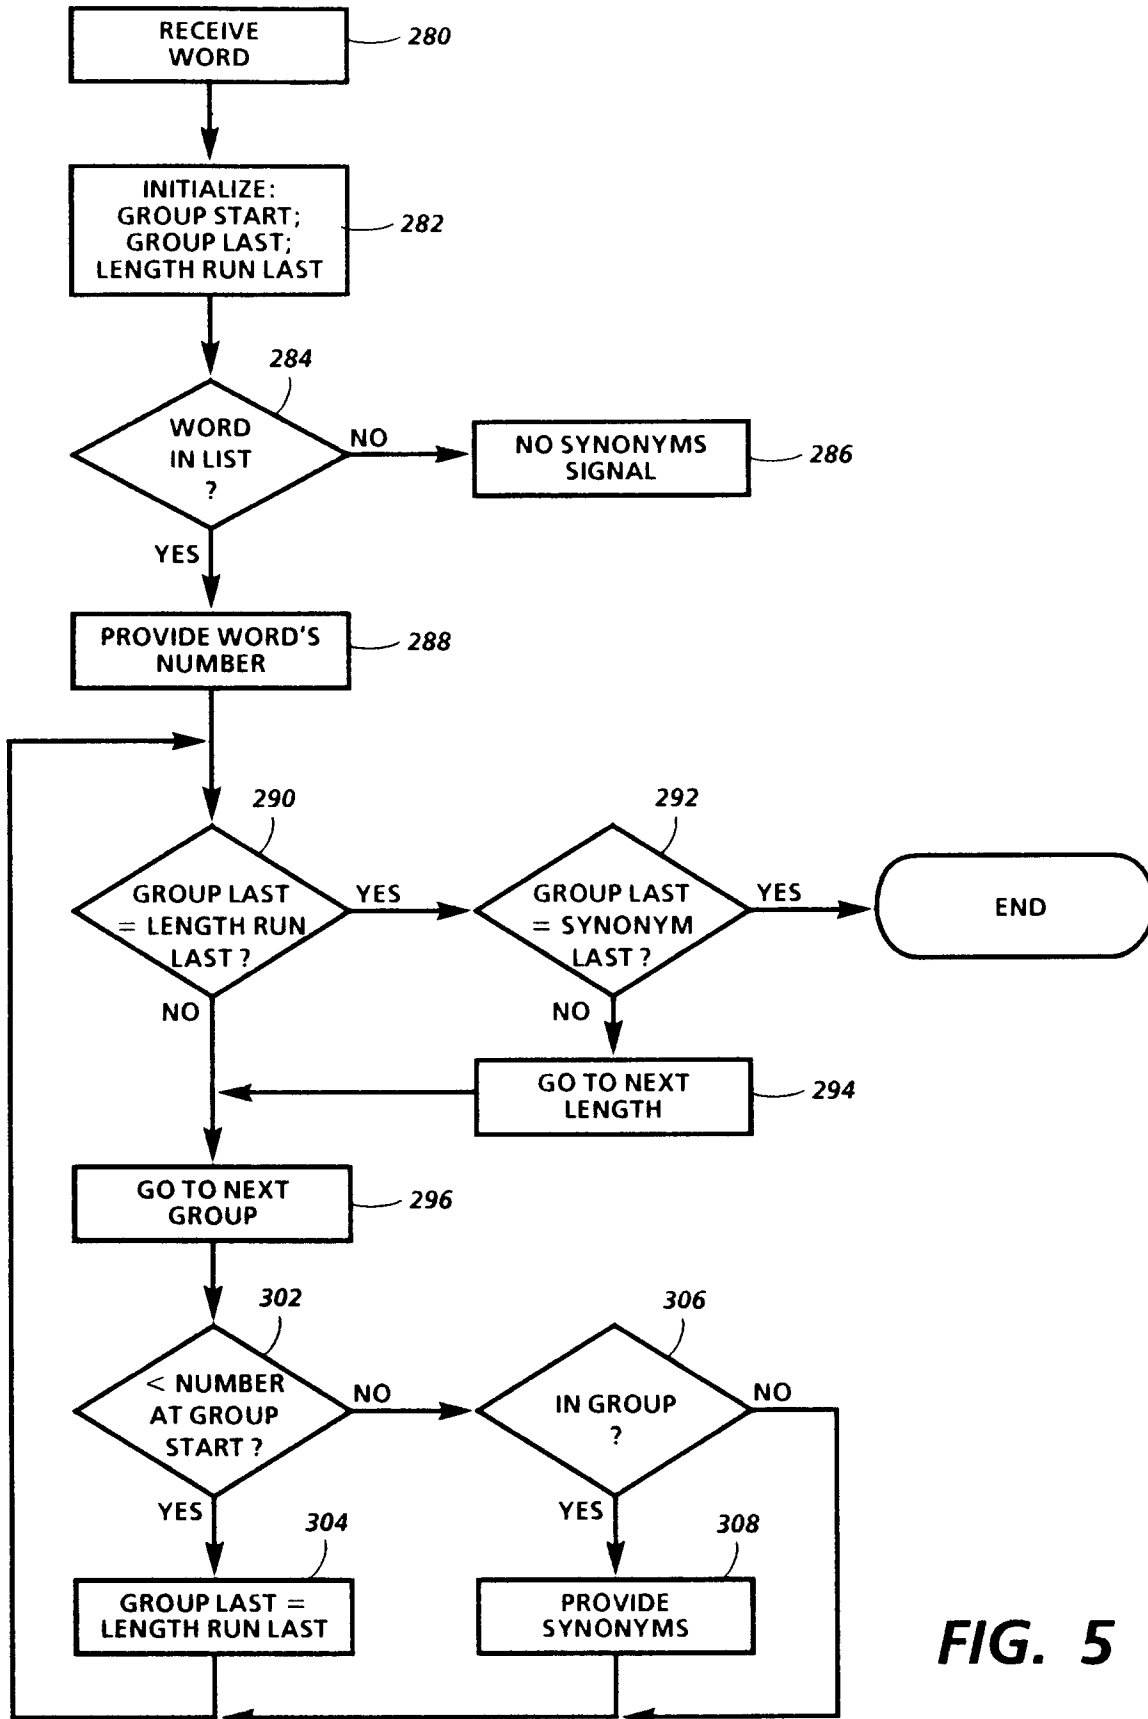 RECEIVE
WORD
280
INITIALIZE:
GROUP START;
GROUP LAST;
LENGTH RUN LAST
282
284
WORD
IN LIST
?
NO
NO SYNONYMS
SIGNAL
286
YES
PROVIDE WORD'S
NUMBER
288
290
GROUP LAST
= LENGTH RUN
LAST ?
YES
292
GROUP LAST
= SYNONYM
LAST ?
YES
END
NO
NO
GO TO NEXT
LENGTH
294
GO TO NEXT
GROUP
296
302
< NUMBER
AT GROUP
START ?
NO
306
IN GROUP
?
NO
YES
YES
304
GROUP LAST =
LENGTH RUN LAST
308
PROVIDE
SYNONYMS
FIG. 5